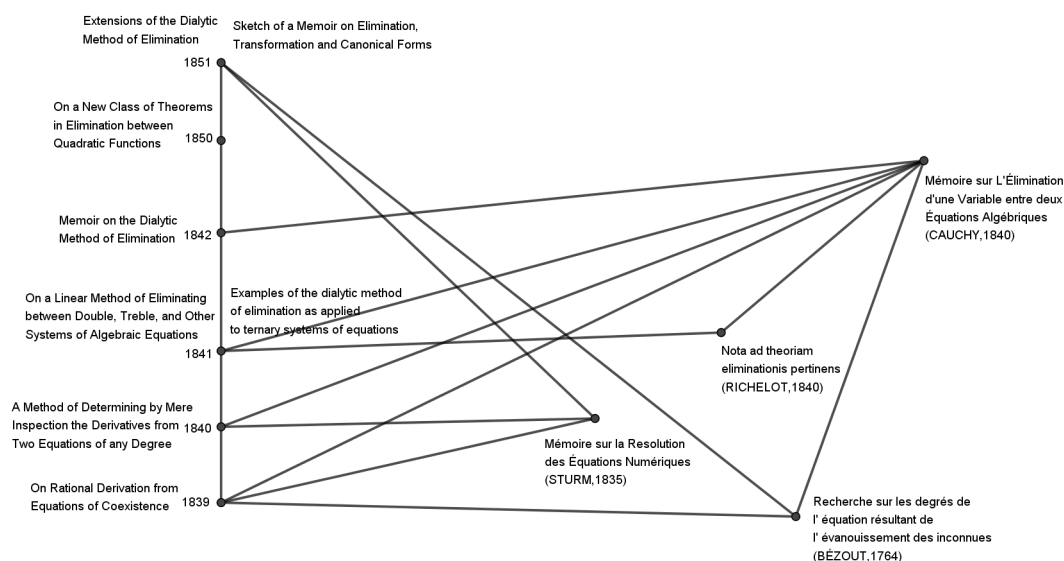 Extensions of the Dialytic
Method of Elimination
Sketch of a Memoir on Elimination,
Transformation and Canonical Forms
1851
On a New Class of Theorems
in Elimination between
Quadratic Functions
1850
Memoir on the Dialytic
Method of Elimination
1842
On a Linear Method of Eliminating
between Double, Treble, and Other
Systems of Algebraic Equations
1841
Examples of the dialytic method
of elimination as applied
to ternary systems of equations
A Method of Determining by Mere
Inspection the Derivatives from
Two Equations of any Degree
1840
On Rational Derivation from
Equations of Coexistence
1839
Mémoire sur L'Élimination
d'une Variable entre deux
Équations Algébriques
(CAUCHY,1840)
Nota ad theoriam
eliminationis pertinens
(RICHELOT,1840)
Mémoire sur la Resolution
des Équations Numériques
(STURM,1835)
Recherche sur les degrés de
l' équation résultant de
l' évanouissement des inconnues
(BÉZOUT,1764)